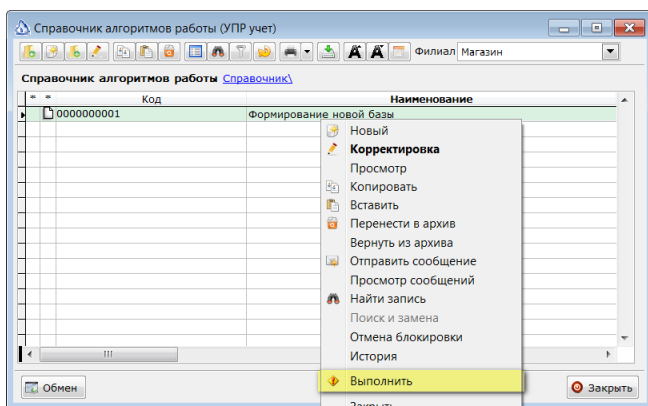 Справочник алгоритмов работы (УПР учет)
Филиал Магазин
Справочник алгоритмов работы Справочник\
* * Код Наименование
0000000001 Формирование новой базы
Новый
Корректировка
Просмотр
Копировать
Вставить
Перенести в архив
Вернуть из архива
Отправить сообщение
Просмотр сообщений
Найти запись
Поиск и замена
Отмена блокировки
История
Выполнить
Обмен
Закрыть
Закрыть